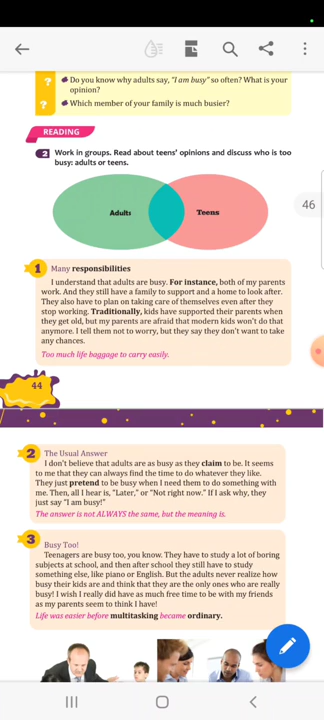 ? Do you know why adults say, "I am busy" so often? What is your
opinion?
? Which member of your family is much busier?
READING
2 Work in groups. Read about teens' opinions and discuss who is too
busy: adults or teens.
Adults Teens
46
1 Many responsibilities
I understand that adults are busy. For instance, both of my parents
work. And they still have a family to support and a home to look after.
They also have to plan on taking care of themselves even after they
stop working. Traditionally, kids have supported their parents when
they get old, but my parents are afraid that modern kids won't do that
anymore. I tell them not to worry, but they say they don't want to take
any chances.
Too much life baggage to carry easily.
44
2 The Usual Answer
I don't believe that adults are as busy as they claim to be. It seems
to me that they can always find the time to do whatever they like.
They just pretend to be busy when I need them to do something with
me. Then, all I hear is, "Later," or "Not right now." If I ask why, they
just say "I am busy!"
The answer is not ALWAYS the same, but the meaning is.
3 Busy Too!
Teenagers are busy too, you know. They have to study a lot of boring
subjects at school, and then after school they still have to study
something else, like piano or English. But the adults never realize how
busy their kids are and think that they are the only ones who are really
busy! I wish I really did have as much free time to be with my friends
as my parents seem to think I have!
Life was easier before multitasking became ordinary.